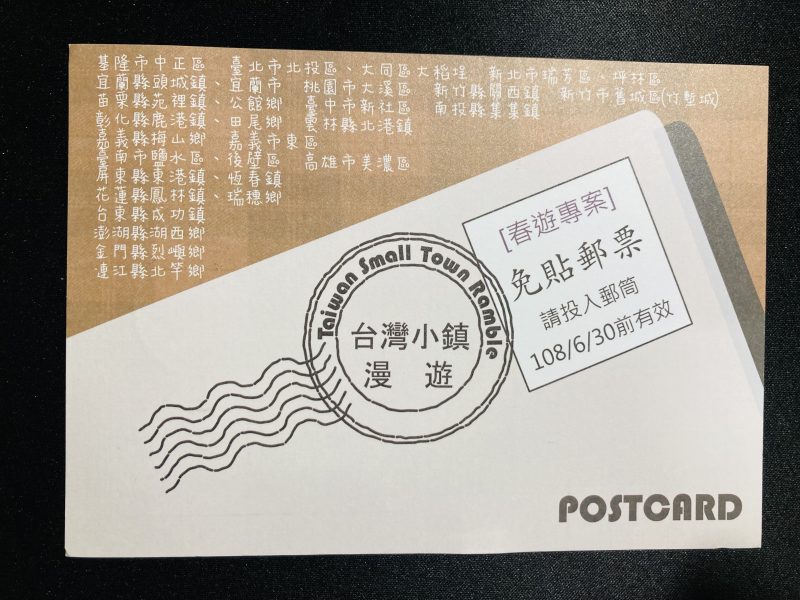 基隆市中正區、臺北市北投區、大同區大稻埕 新北市瑞芳區、坪林區
宜蘭縣頭城鎮、宜蘭市 桃園市大溪區 新竹縣關西鎮 新竹市舊城區(竹塹城)
苗栗縣苑裡鎮、公館鄉 臺中市新社區 南投縣集集鎮
彰化縣鹿港鎮、田尾鄉 雲林縣北港鎮
嘉義縣梅山鄉、嘉義市東區
臺南市鹽水區、後壁區 高雄市美濃區
屏東縣東港鎮、恆春鎮
花蓮縣鳳林鎮、瑞穗鄉
台東縣成功鎮
澎湖縣湖西鄉
金門縣烈嶼鄉
連江縣北竿鄉
[春遊專案]
免貼郵票
請投入郵筒
108/6/30前有效
Taiwan Small Town Ramble
台灣小鎮
漫 遊
POSTCARD